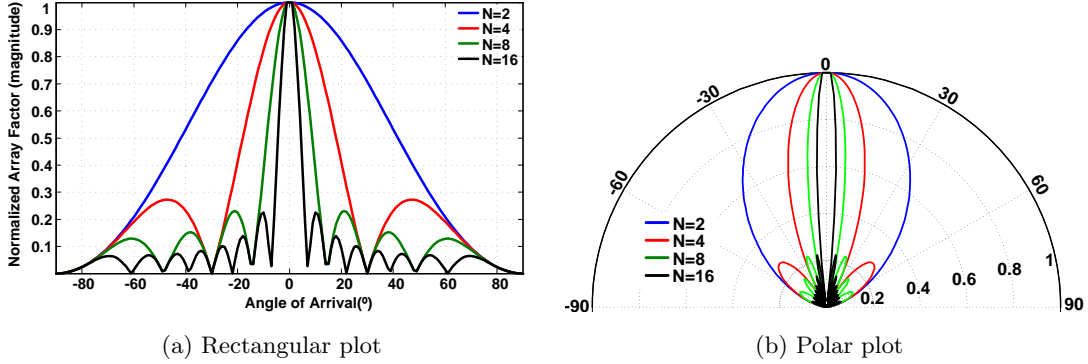 Normalized Array Factor (magnitude)
1
0.9
0.8
0.7
0.6
0.5
0.4
0.3
0.2
0.1
-80
-60
-40
-20
0
20
40
60
80
Angle of Arrival(º)
N=2
N=4
N=8
N=16
(a) Rectangular plot
-90
-60
-30
0
30
60
90
0.2
0.4
0.6
0.8
1
N=2
N=4
N=8
N=16
(b) Polar plot